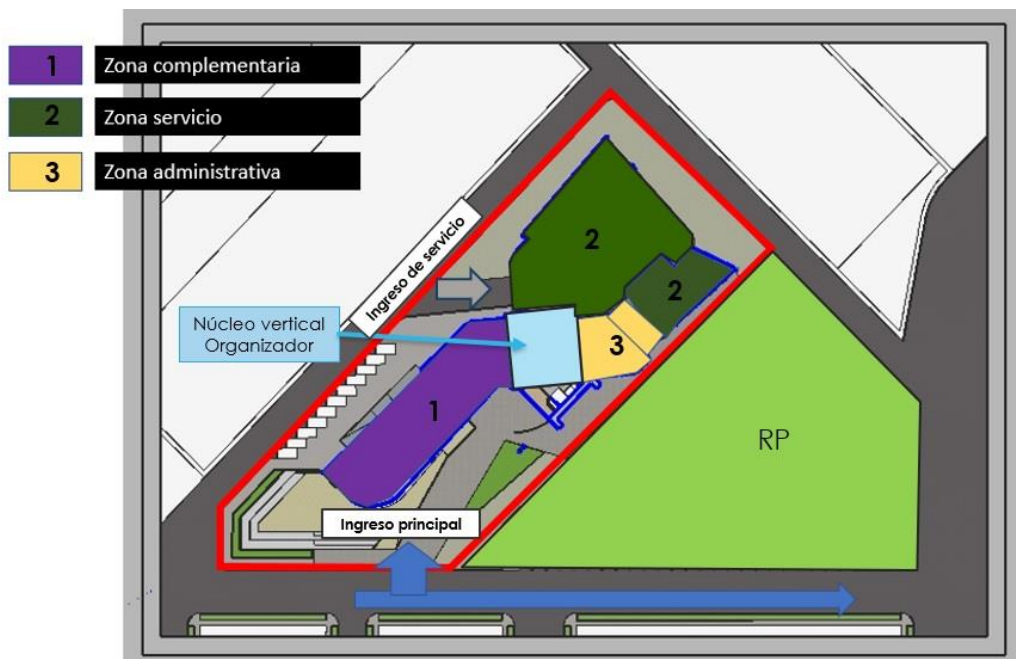 1 Zona complementaria
2 Zona servicio
3 Zona administrativa
2
Ingreso de servicio
2
Núcleo vertical
Organizador
3
1
RP
Ingreso principal